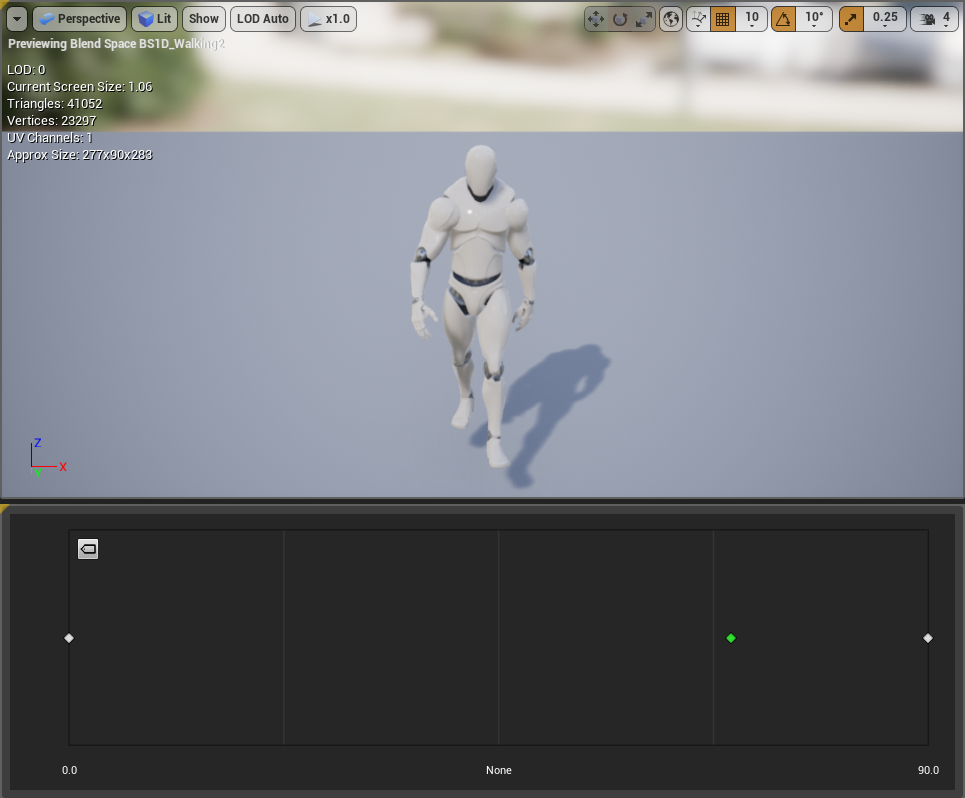 Perspective Lit Show LOD Auto x1.0 10 10° 0.25 4
Previewing Blend Space BS1D_Walking2
LOD: 0
Current Screen Size: 1.06
Triangles: 41052
Vertices: 23297
UV Channels: 1
Approx Size: 277x90x283
Z
X
Y
0.0 None 90.0